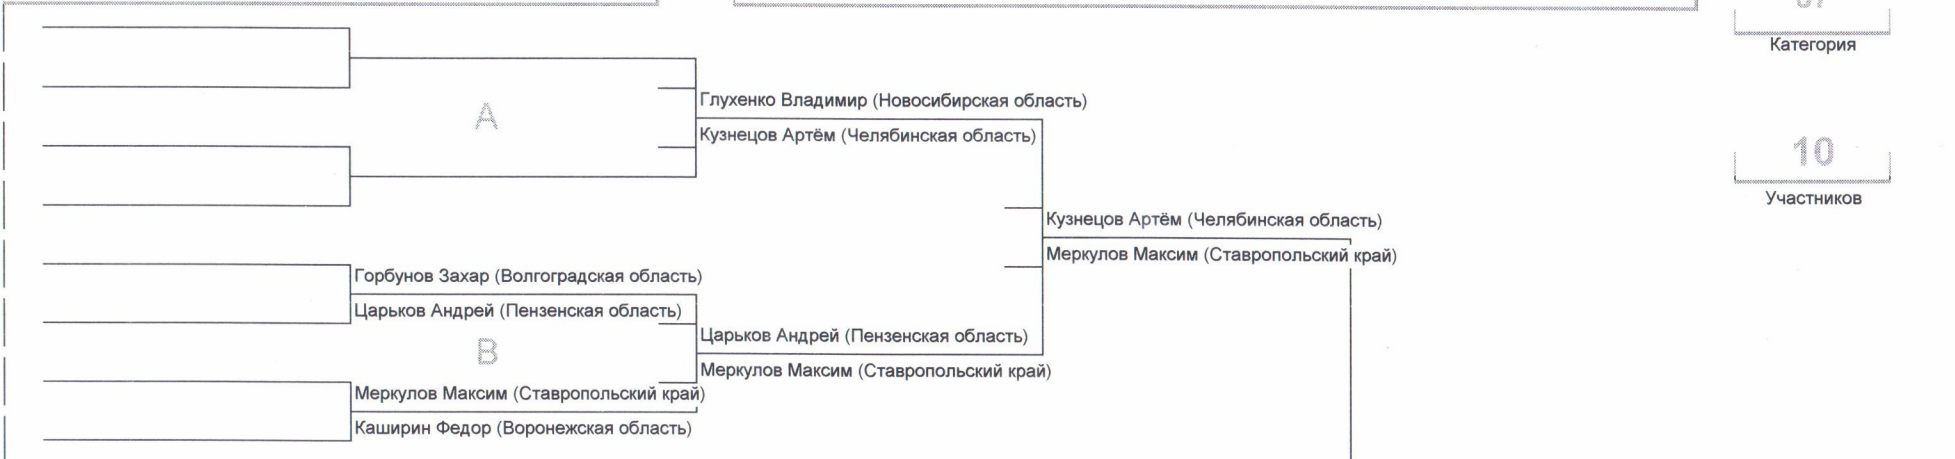 Категория
Глухенко Владимир (Новосибирская область)
A
Кузнецов Артём (Челябинская область)
10
Участников
Кузнецов Артём (Челябинская область)
Меркулов Максим (Ставропольский край)
Горбунов Захар (Волгоградская область)
Царьков Андрей (Пензенская область)
Царьков Андрей (Пензенская область)
B
Меркулов Максим (Ставропольский край)
Меркулов Максим (Ставропольский край)
Каширин Федор (Воронежская область)